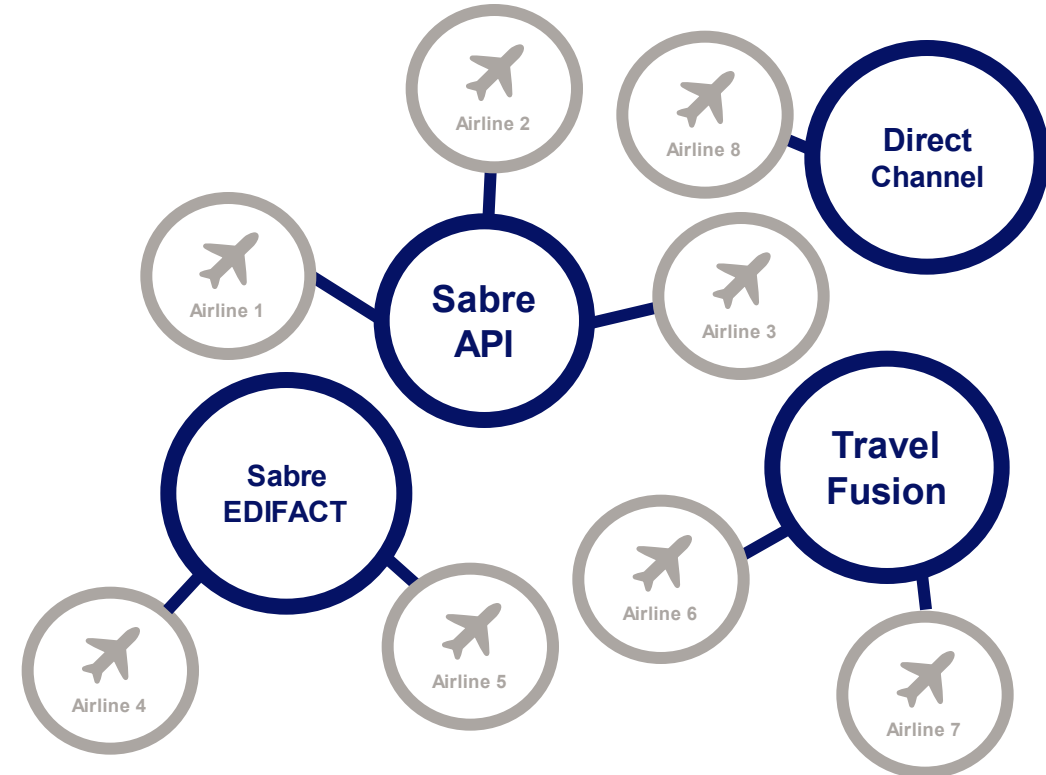 Airline 2
Airline 8
Direct
Channel
Airline 1
Sabre
API
Airline 3
Sabre
EDIFACT
Travel
Fusion
Airline 6
Airline 4
Airline 5
Airline 7